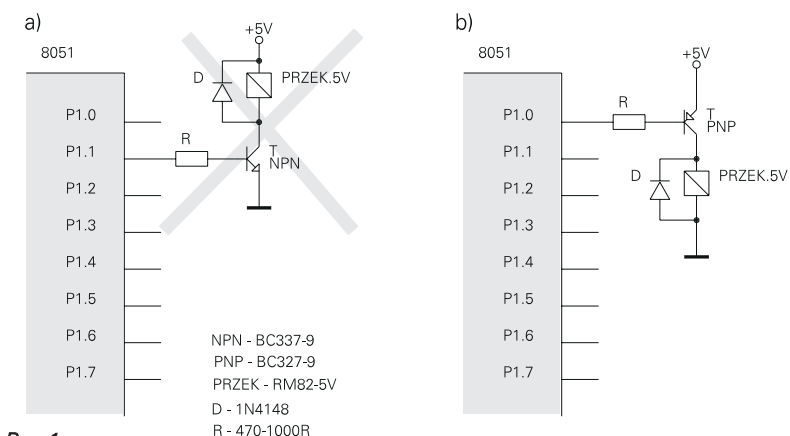 a)
8051
+5V
D
PRZEK.5V
P1.0
R
T
NPN
P1.1
P1.2
P1.3
P1.4
P1.5
P1.6
P1.7
NPN - BC337-9
PNP - BC327-9
PRZEK - RM82-5V
D - 1N4148
R - 470-1000R
b)
8051
+5V
P1.0
R
T
PNP
P1.1
D
PRZEK.5V
P1.2
P1.3
P1.4
P1.5
P1.6
P1.7